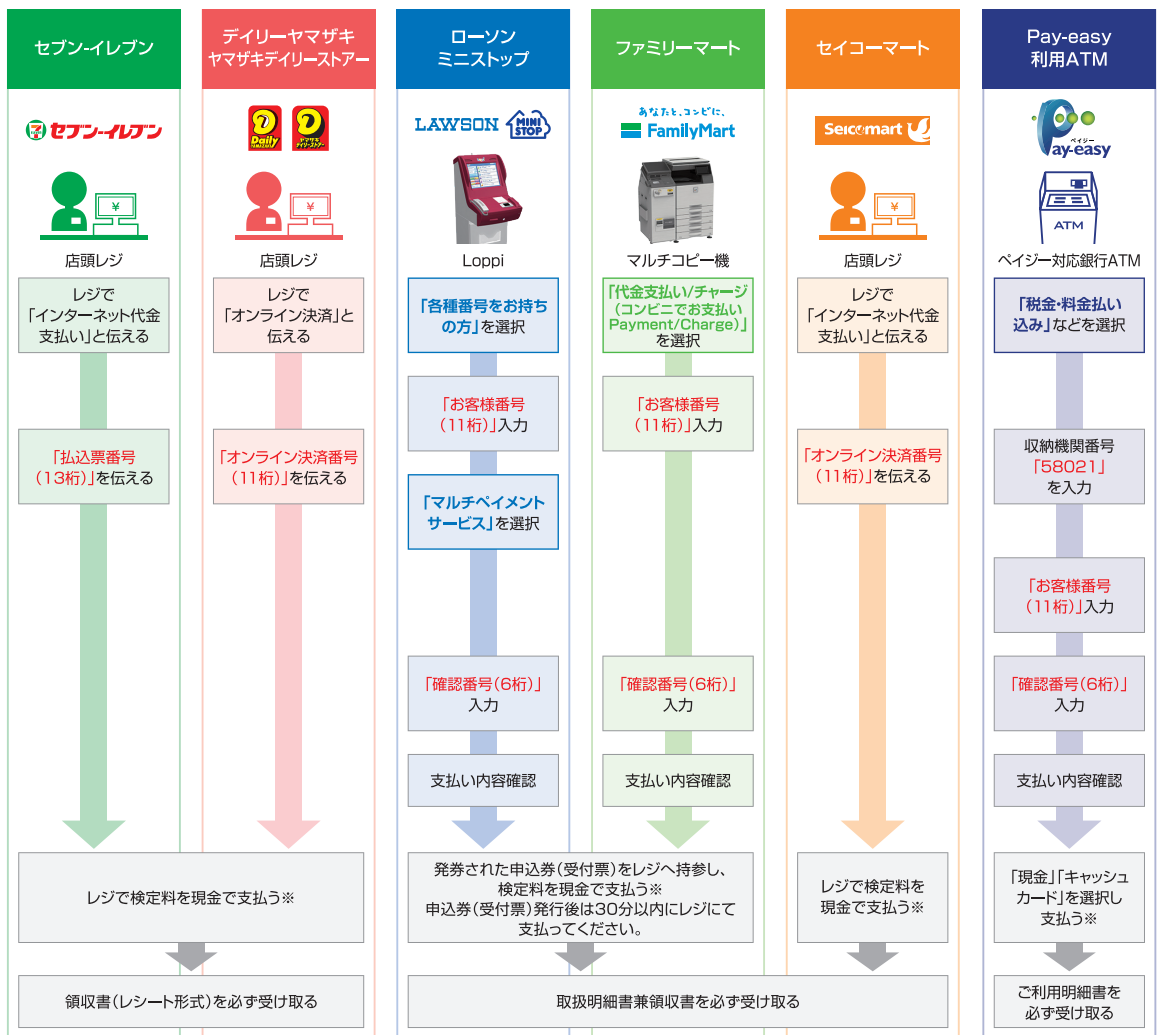 セブン-イレブン
デイリーヤマザキ
ヤマザキデイリーストアー
ローソン
ミニストップ
ファミリーマート
セイコーマート
Pay-easy
利用ATM
セブン-イレブン
Daily
YAMAZAKI
ヤマザキ
デイリーストアー
LAWSON
MINI
STOP
あなたと、コンビに、
FamilyMart
Seicomart
ペイジー
Pay-easy
¥
¥
¥
ATM
店頭レジ
店頭レジ
Loppi
マルチコピー機
店頭レジ
ペイジー対応銀行ATM
レジで
「インターネット代金
支払い」と伝える
「払込票番号
(13桁)」を伝える
レジで
「オンライン決済」と
伝える
「オンライン決済番号
(11桁)」を伝える
「各種番号をお持ち
の方」を選択
「お客様番号
(11桁)」入力
「マルチペイメント
サービス」を選択
「確認番号(6桁)」
入力
支払い内容確認
「代金支払い/チャージ
(コンビニでお支払い
Payment/Charge)」
を選択
「お客様番号
(11桁)」入力
「確認番号(6桁)」
入力
支払い内容確認
レジで
「インターネット代金
支払い」と伝える
「オンライン決済番号
(11桁)」を伝える
「税金・料金払い
込み」などを選択
収納機関番号
「58021」
を入力
「お客様番号
(11桁)」入力
「確認番号(6桁)」
入力
支払い内容確認
レジで検定料を現金で支払う※
発券された申込券(受付票)をレジへ持参し、
検定料を現金で支払う※
申込券(受付票)発行後は30分以内にレジにて
支払ってください。
レジで検定料を
現金で支払う※
「現金」「キャッシュ
カード」を選択し
支払う※
領収書(レシート形式)を必ず受け取る
取扱明細書兼領収書を必ず受け取る
ご利用明細書を
必ず受け取る